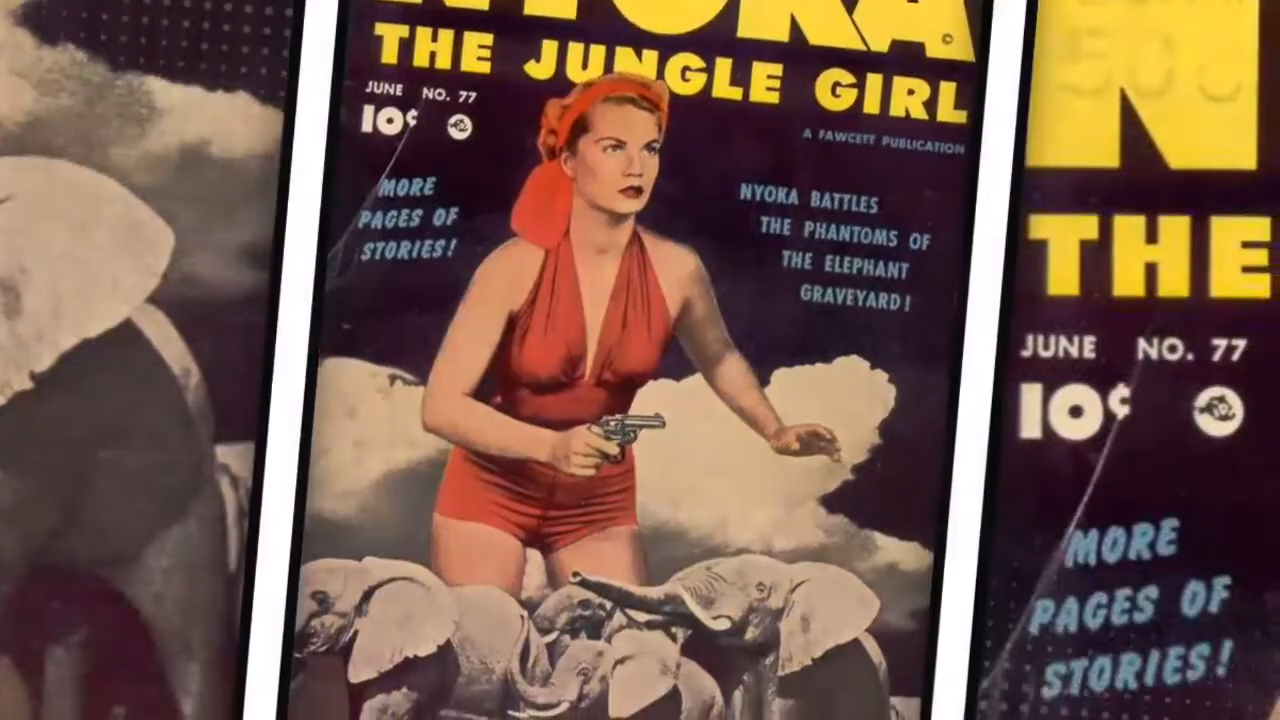 NYOKA
THE JUNGLE GIRL
JUNE NO. 77
10¢
A FAWCETT PUBLICATION
MORE
PAGES OF
STORIES!
NYOKA BATTLES
THE PHANTOMS OF
THE ELEPHANT
GRAVEYARD!
N
THE
JUNE NO. 77
10¢
MORE
PAGES OF
STORIES!